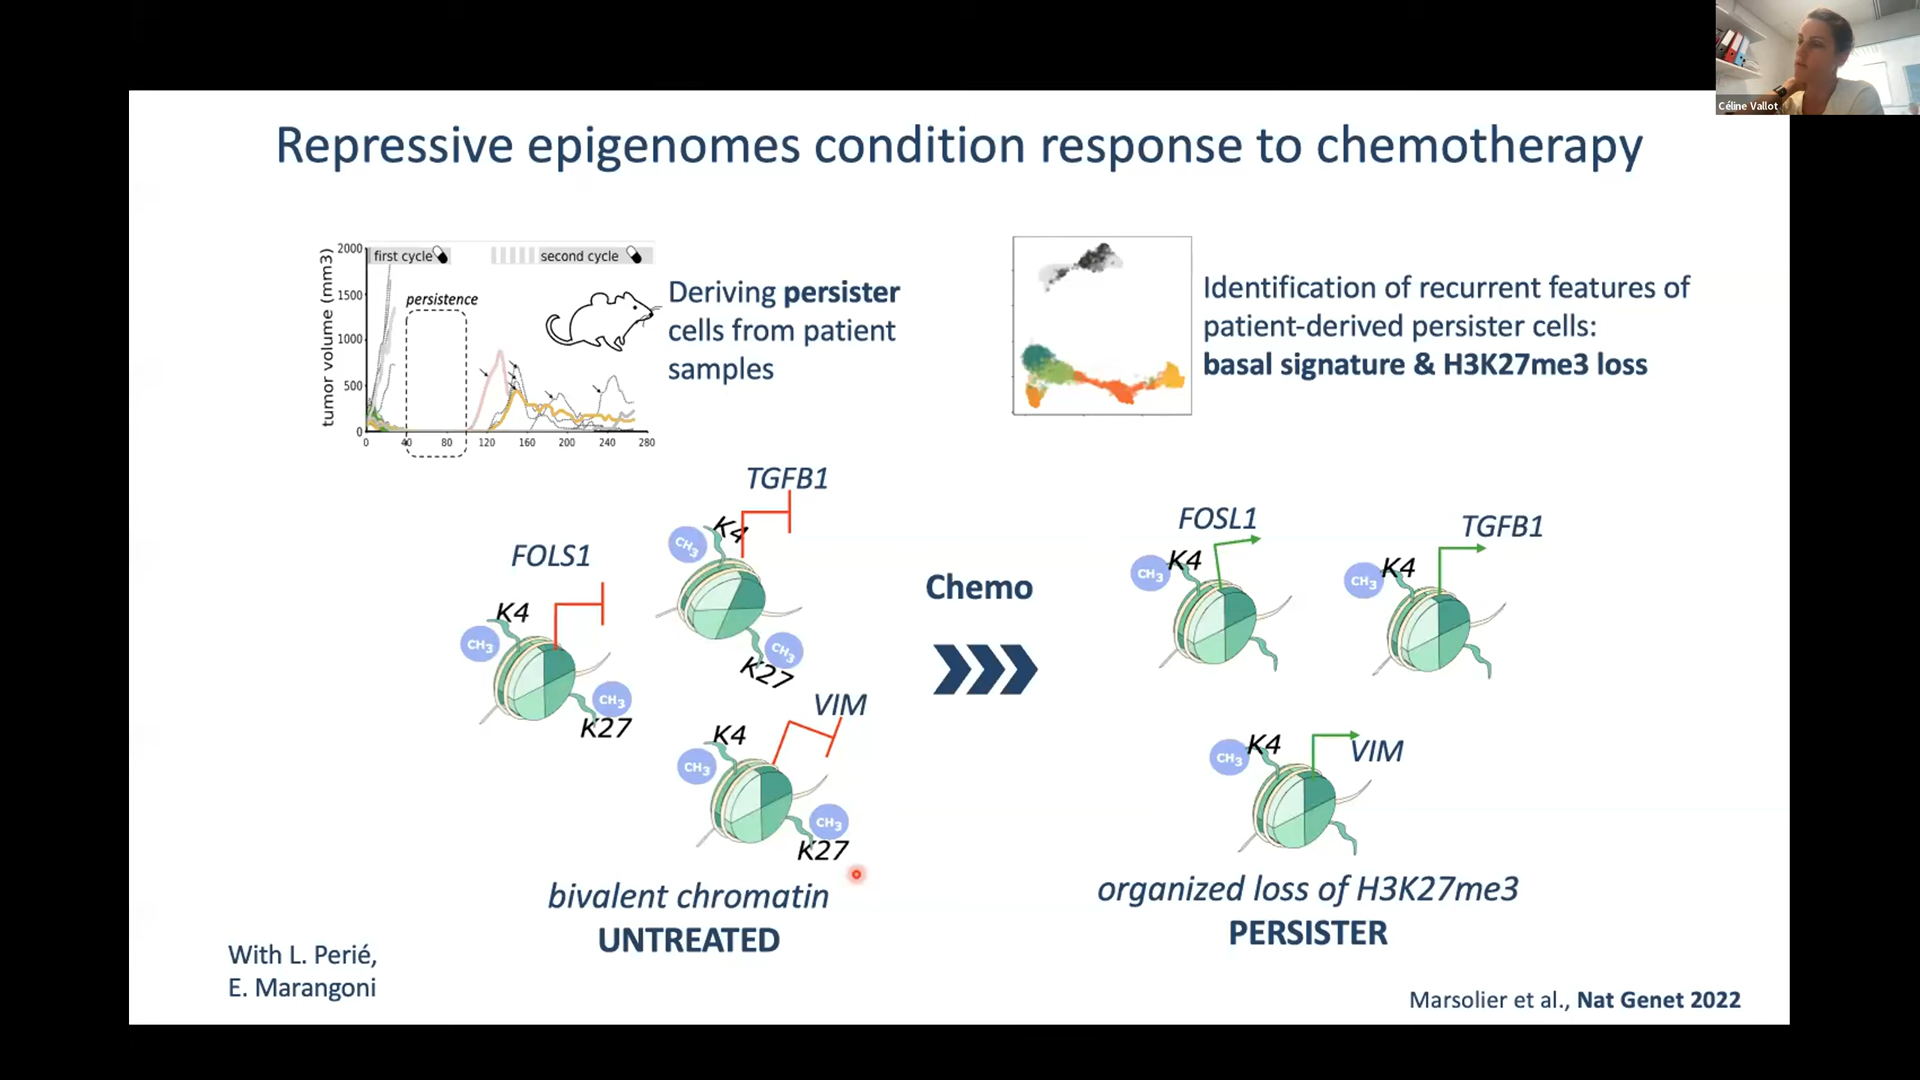 Céline Vallot
Repressive epigenomes condition response to chemotherapy
tumor volume (mm3)
2000
1500
1000
500
0
first cycle
second cycle
persistence
0 40 80 120 160 200 240 280
Deriving persister
cells from patient
samples
Identification of recurrent features of
patient-derived persister cells:
basal signature & H3K27me3 loss
TGFB1
K4
CH3
CH3
K27
FOLS1
K4
CH3
CH3
K27
VIM
K4
CH3
CH3
K27
bivalent chromatin
UNTREATED
Chemo
FOSL1
K4
CH3
TGFB1
K4
CH3
VIM
K4
CH3
organized loss of H3K27me3
PERSISTER
With L. Perié,
E. Marangoni
Marsolier et al., Nat Genet 2022